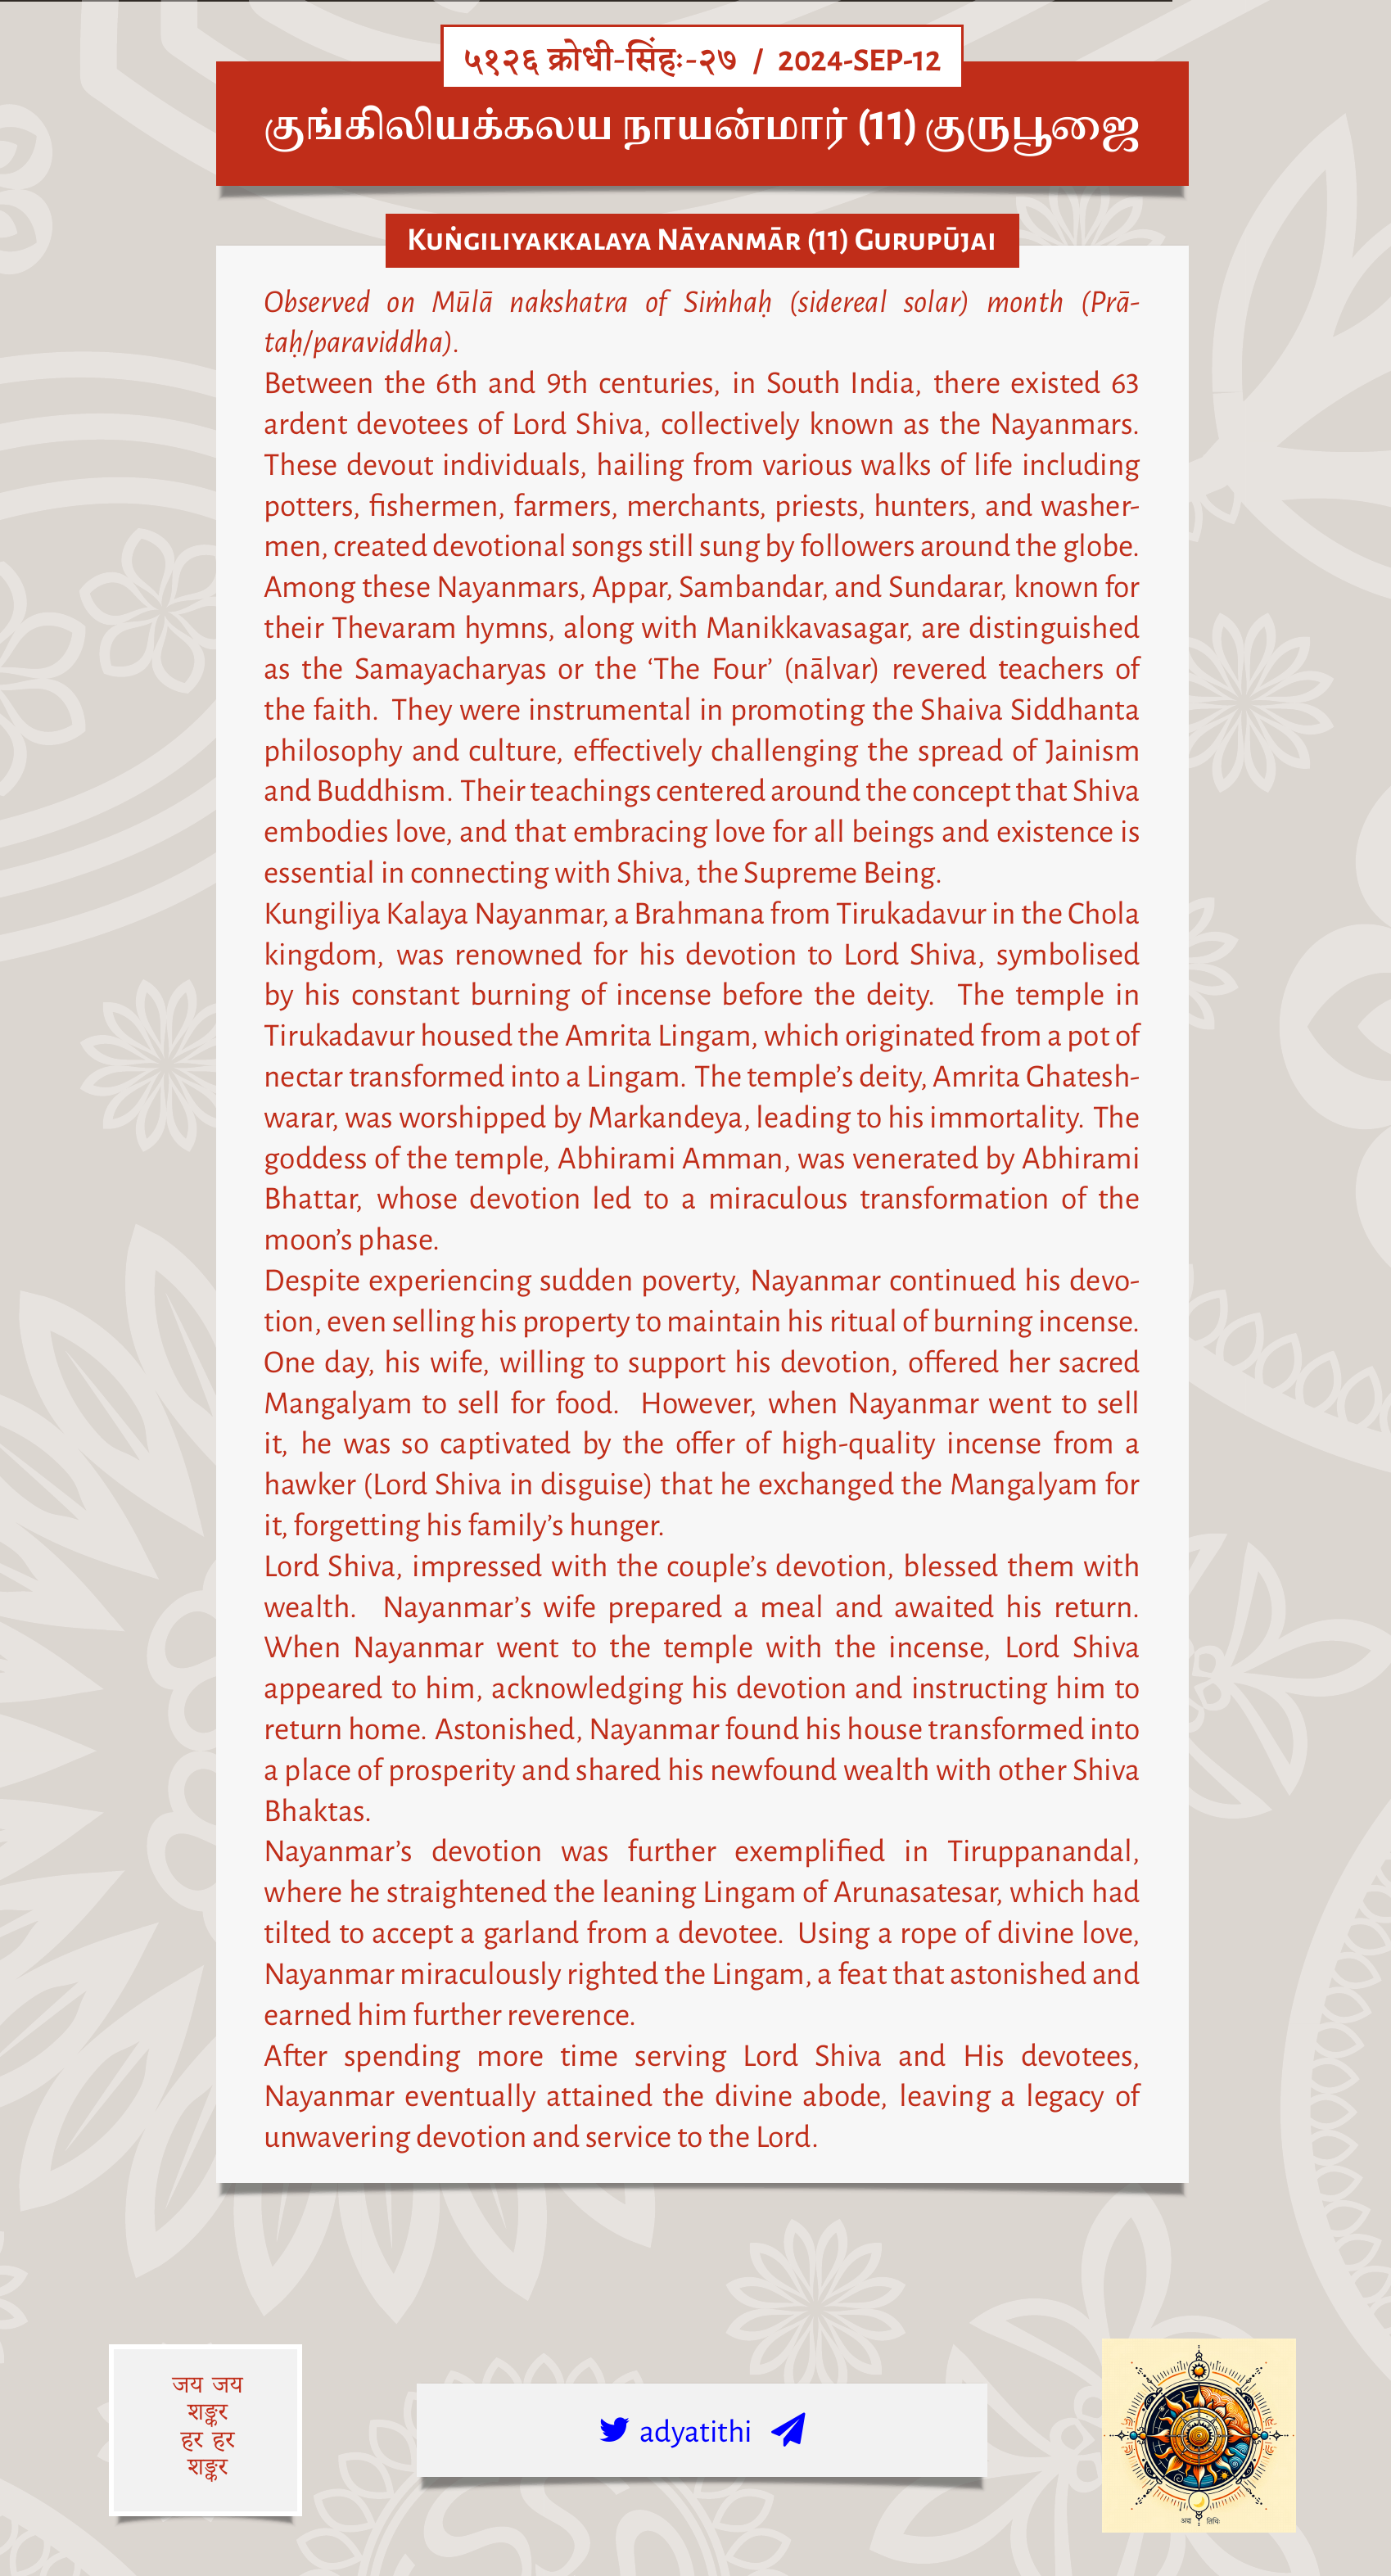 ५१२६ क्रोधी-सिंहः-२७ / 2024-SEP-12
குங்கிலியக்கலய நாயன்மார் (11) குருபூஜை
Kuṅgiliyakkalaya Nāyanmār (11) Gurupūjai
Observed on Mūlā nakshatra of Siṁhaḥ (sidereal solar) month (Prā-
taḥ/paraviddha).
Between the 6th and 9th centuries, in South India, there existed 63
ardent devotees of Lord Shiva, collectively known as the Nayanmars.
These devout individuals, hailing from various walks of life including
potters, fishermen, farmers, merchants, priests, hunters, and washer-
men, created devotional songs still sung by followers around the globe.
Among these Nayanmars, Appar, Sambandar, and Sundarar, known for
their Thevaram hymns, along with Manikkavasagar, are distinguished
as the Samayacharyas or the ‘The Four’ (nālvar) revered teachers of
the faith. They were instrumental in promoting the Shaiva Siddhanta
philosophy and culture, effectively challenging the spread of Jainism
and Buddhism. Their teachings centered around the concept that Shiva
embodies love, and that embracing love for all beings and existence is
essential in connecting with Shiva, the Supreme Being.
Kungiliya Kalaya Nayanmar, a Brahmana from Tirukadavur in the Chola
kingdom, was renowned for his devotion to Lord Shiva, symbolised
by his constant burning of incense before the deity. The temple in
Tirukadavur housed the Amrita Lingam, which originated from a pot of
nectar transformed into a Lingam. The temple’s deity, Amrita Ghatesh-
warar, was worshipped by Markandeya, leading to his immortality. The
goddess of the temple, Abhirami Amman, was venerated by Abhirami
Bhattar, whose devotion led to a miraculous transformation of the
moon’s phase.
Despite experiencing sudden poverty, Nayanmar continued his devo-
tion, even selling his property to maintain his ritual of burning incense.
One day, his wife, willing to support his devotion, offered her sacred
Mangalyam to sell for food. However, when Nayanmar went to sell
it, he was so captivated by the offer of high-quality incense from a
hawker (Lord Shiva in disguise) that he exchanged the Mangalyam for
it, forgetting his family’s hunger.
Lord Shiva, impressed with the couple’s devotion, blessed them with
wealth. Nayanmar’s wife prepared a meal and awaited his return.
When Nayanmar went to the temple with the incense, Lord Shiva
appeared to him, acknowledging his devotion and instructing him to
return home. Astonished, Nayanmar found his house transformed into
a place of prosperity and shared his newfound wealth with other Shiva
Bhaktas.
Nayanmar’s devotion was further exemplified in Tiruppanandal,
where he straightened the leaning Lingam of Arunasatesar, which had
tilted to accept a garland from a devotee. Using a rope of divine love,
Nayanmar miraculously righted the Lingam, a feat that astonished and
earned him further reverence.
After spending more time serving Lord Shiva and His devotees,
Nayanmar eventually attained the divine abode, leaving a legacy of
unwavering devotion and service to the Lord.
जय जय
शङ्कर
हर हर
शङ्कर
adyatithi
अद्य तिथिः